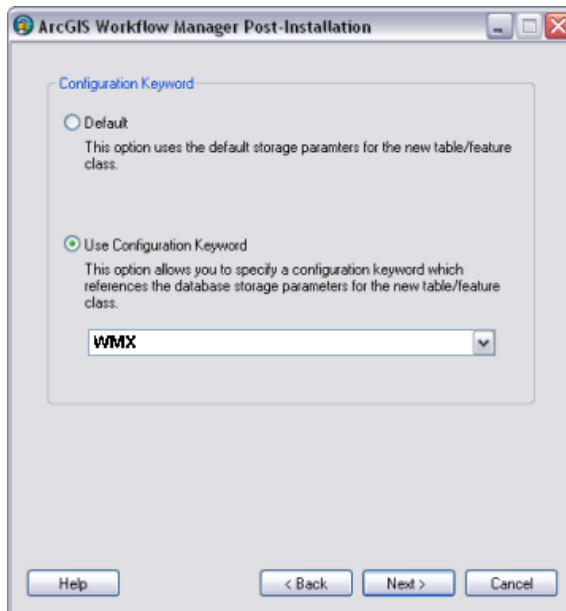 ArcGIS Workflow Manager Post-Installation
Configuration Keyword
Default
This option uses the default storage paramters for the new table/feature
class.
Use Configuration Keyword
This option allows you to specify a configuration keyword which
references the database storage parameters for the new table/feature
class.
WMX
Help
< Back
Next >
Cancel